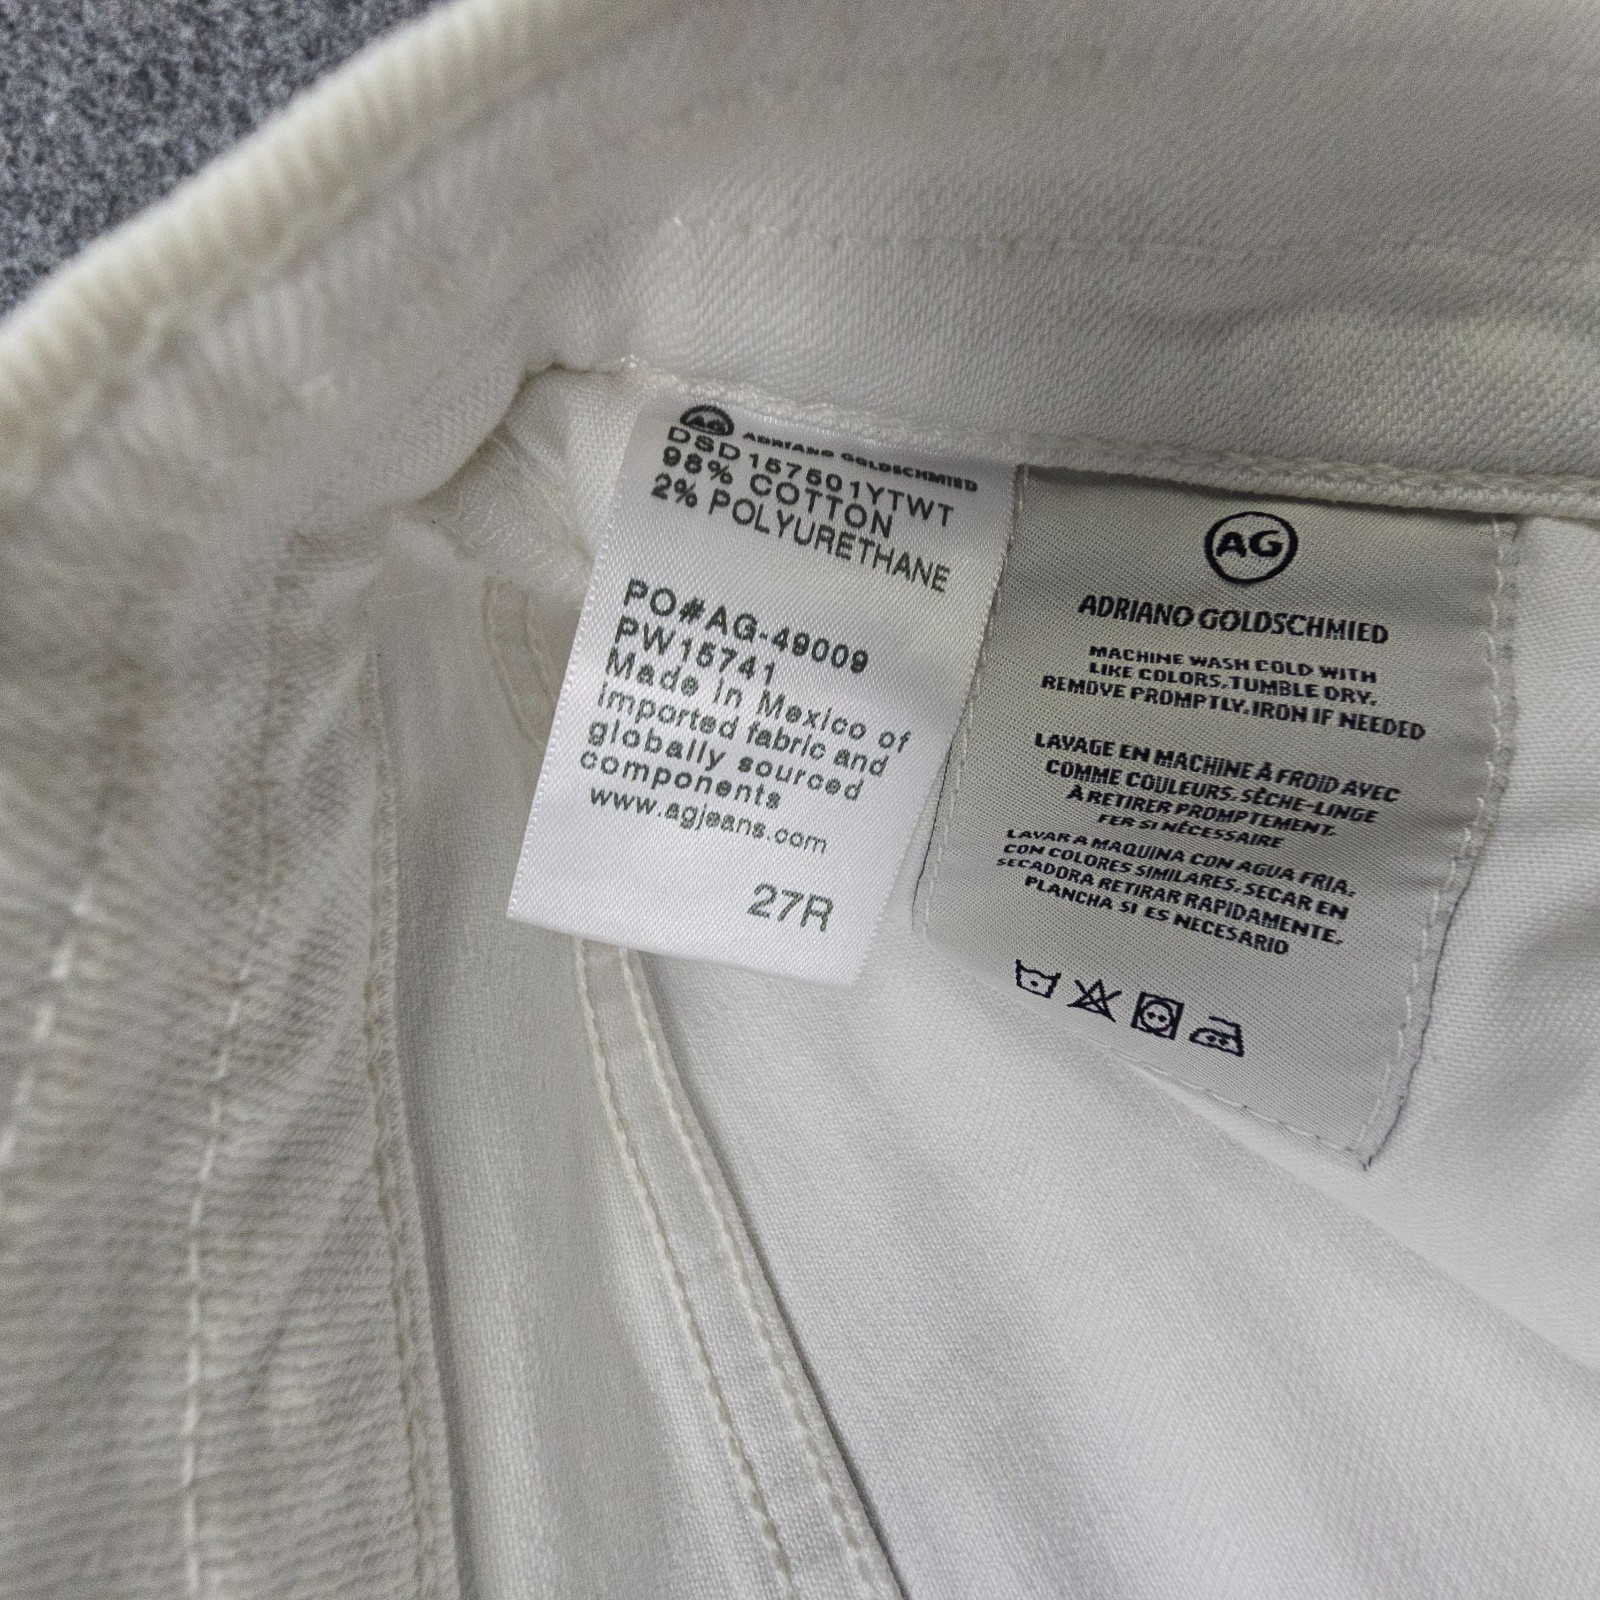 AG ADRIANO GOLDSCHMIED
DSD157501YTWT
98% COTTON
2% POLYURETHANE
PO#AG-49009
PW15741
Made in Mexico of
imported fabric and
globally sourced
components
www.agjeans.com
27R
AG
ADRIANO GOLDSCHMIED
MACHINE WASH COLD WITH
LIKE COLORS.TUMBLE DRY.
REMOVE PROMPTLY.IRON IF NEEDED
LAVAGE EN MACHINE À FROID AVEC
COMME COULEURS. SÈCHE-LINGE
À RETIRER PROMPTEMENT.
FER SI NÉCESSAIRE
LAVAR A MAQUINA CON AGUA FRIA.
CON COLORES SIMILARES. SECAR EN
SECADORA RETIRAR RAPIDAMENTE.
PLANCHA SI ES NECESARIO